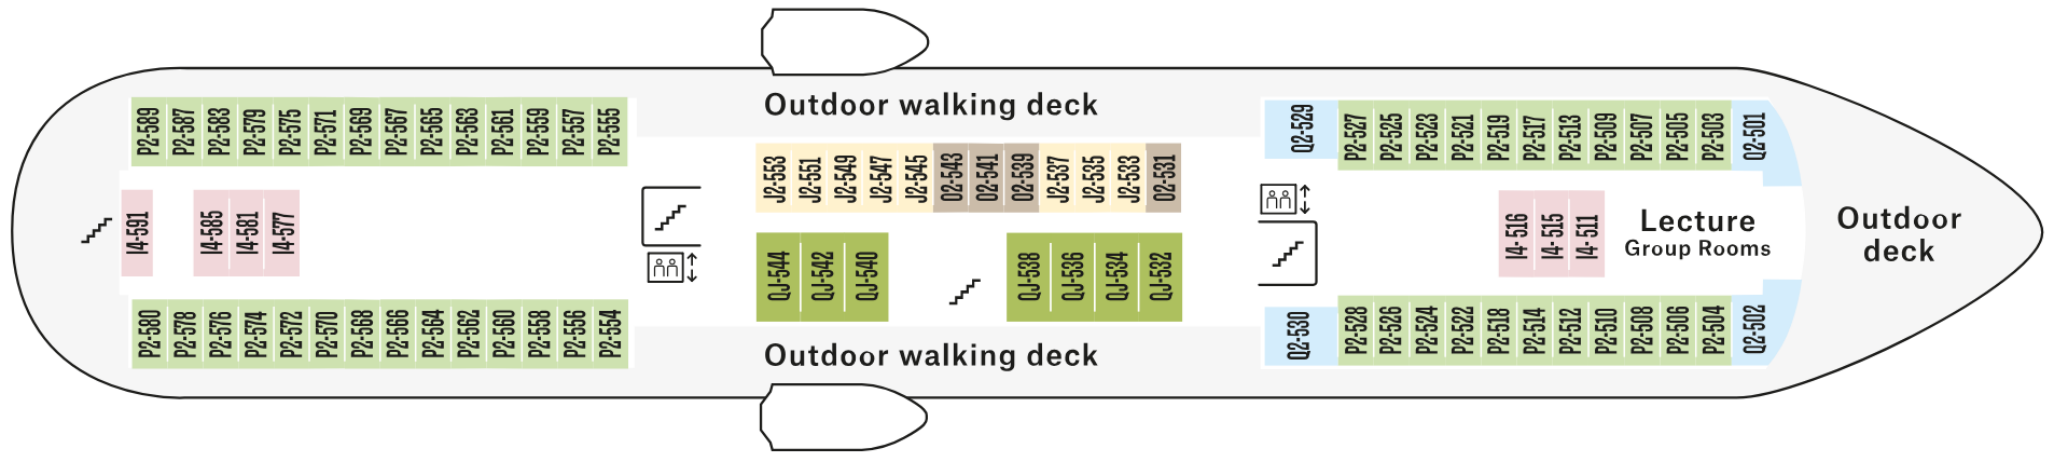 P2-589 P2-587 P2-583 P2-579 P2-575 P2-571 P2-569 P2-567 P2-565 P2-563 P2-561 P2-559 P2-557 P2-555
Outdoor walking deck
Q2-529 P2-527 P2-525 P2-523 P2-521 P2-519 P2-517 P2-513 P2-509 P2-507 P2-505 P2-503 Q2-501
J2-553 J2-551 J2-549 J2-547 J2-545 O2-543 O2-541 O2-539 J2-537 J2-535 J2-533 O2-531
I4-591 I4-585 I4-581 I4-577
I4- 516 I4- 515 I4- 511
Lecture
Group Rooms
Outdoor
deck
QJ-544 QJ-542 QJ-540 QJ-538 QJ-536 QJ-534 QJ-532
P2-580 P2-578 P2-576 P2-574 P2-572 P2-570 P2-568 P2-566 P2-564 P2-562 P2-560 P2-558 P2-556 P2-554
Outdoor walking deck
Q2-530 P2-528 P2-526 P2-524 P2-522 P2-518 P2-514 P2-512 P2-510 P2-508 P2-506 P2-504 Q2-502